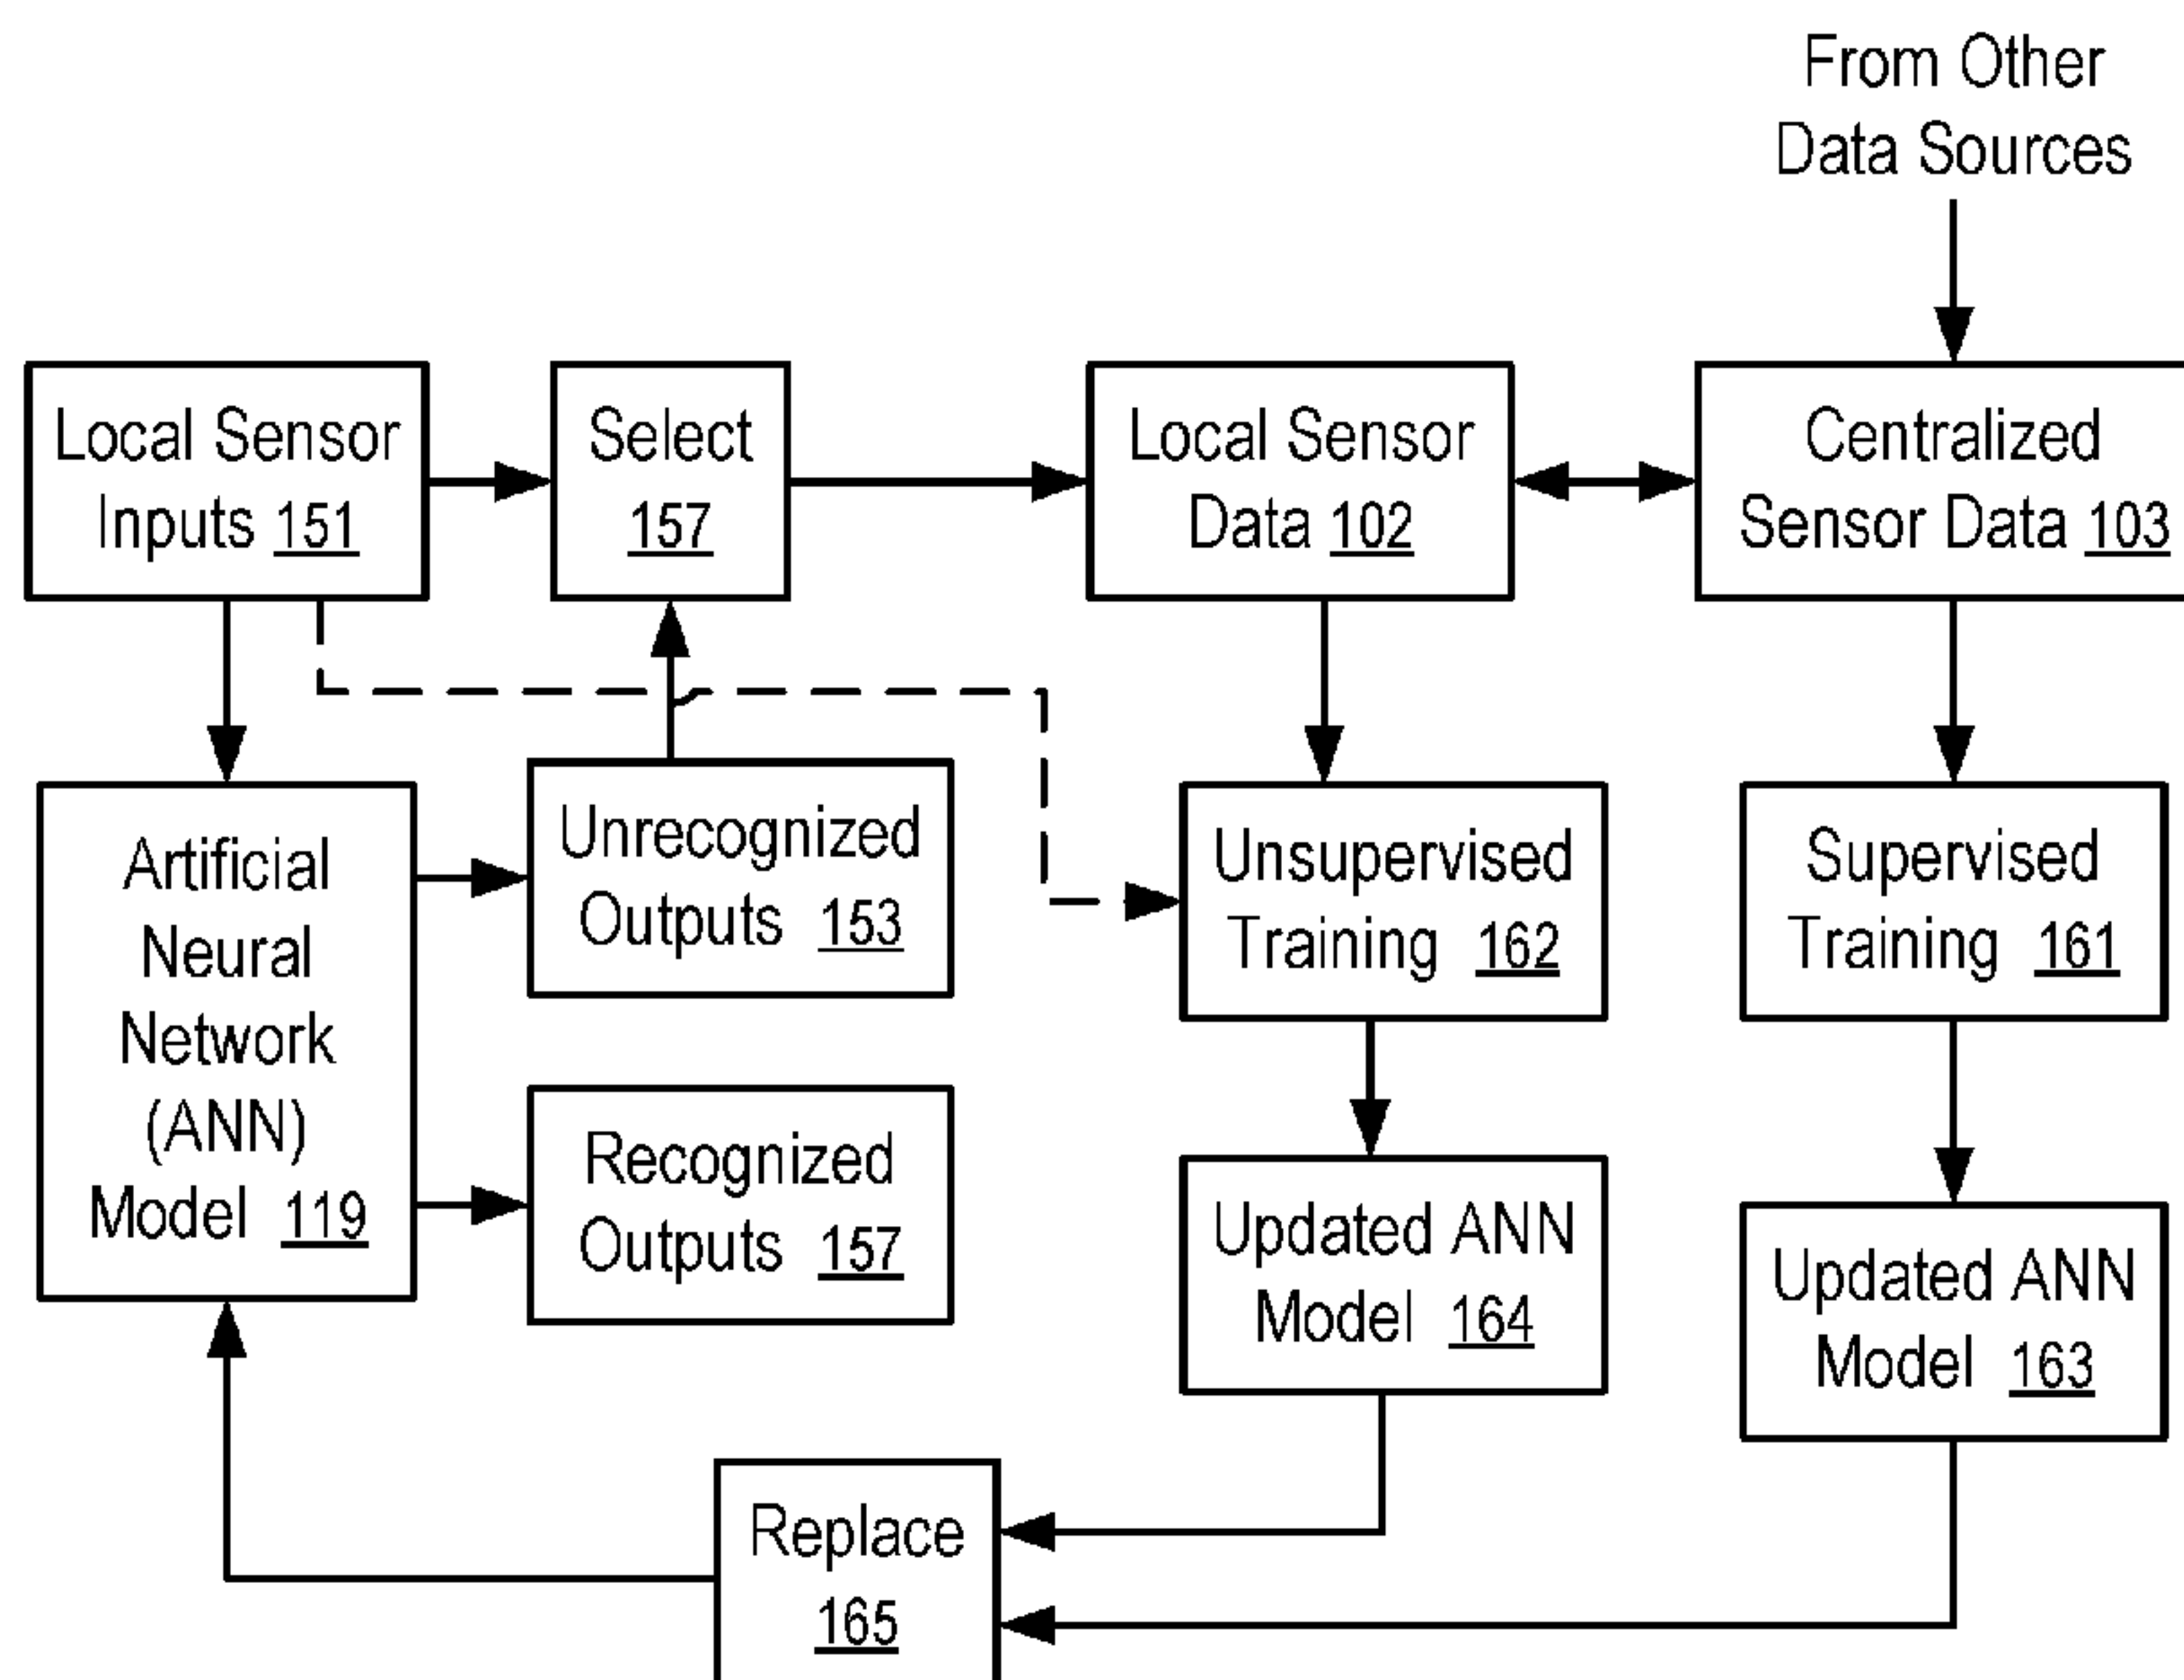 From Other
Data Sources
Local Sensor
Inputs 151
Select
157
Local Sensor
Data 102
Centralized
Sensor Data 103
Artificial
Neural
Network
(ANN)
Model 119
Unrecognized
Outputs 153
Recognized
Outputs 157
Unsupervised
Training 162
Supervised
Training 161
Updated ANN
Model 164
Updated ANN
Model 163
Replace
165